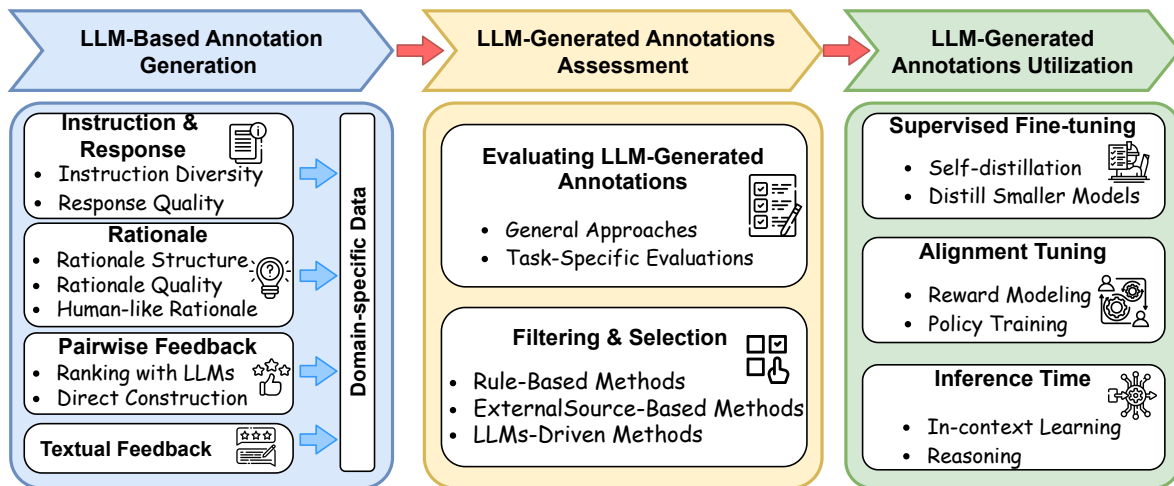 LLM-Based Annotation
Generation
LLM-Generated Annotations
Assessment
LLM-Generated
Annotations Utilization
Instruction &
Response
• Instruction Diversity
• Response Quality
Rationale
• Rationale Structure
• Rationale Quality
• Human-like Rationale
Pairwise Feedback
• Ranking with LLMs
• Direct Construction
Textual Feedback
Domain-specific Data
Evaluating LLM-Generated
Annotations
• General Approaches
• Task-Specific Evaluations
Filtering & Selection
• Rule-Based Methods
• ExternalSource-Based Methods
• LLMs-Driven Methods
Supervised Fine-tuning
• Self-distillation
• Distill Smaller Models
Alignment Tuning
• Reward Modeling
• Policy Training
Inference Time
• In-context Learning
• Reasoning